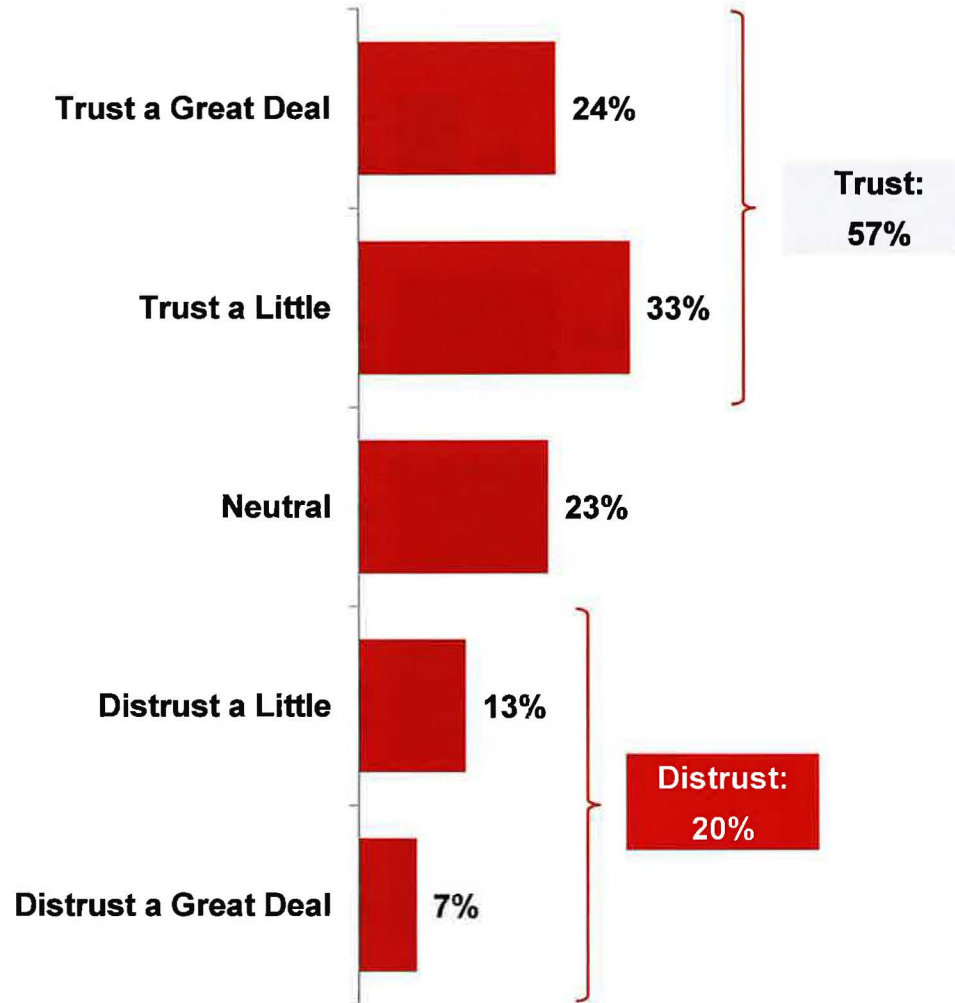 Trust a Great Deal
24%
Trust:
57%
Trust a Little
33%
Neutral
23%
Distrust a Little
13%
Distrust:
20%
Distrust a Great Deal
7%